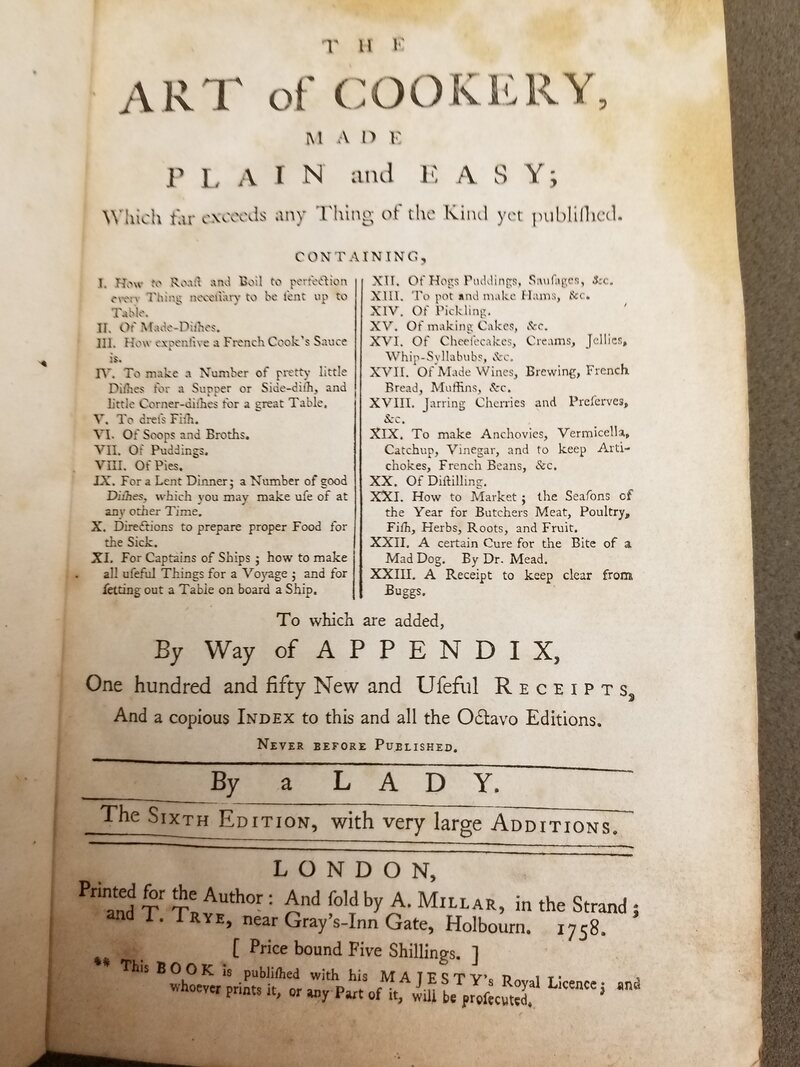 THE
ART of COOKERY,
MADE
PLAIN and EASY;
Which far exceeds any Thing of the Kind yet publiſhed.
CONTAINING,
I. How to Roaſt and Boil to perfection
every Thing neceſſary to be ſent up to
Table.
II. Of Made-Diſhes.
III. How expenſive a French Cook's Sauce
is.
IV. To make a Number of pretty little
Diſhes for a Supper or Side-diſh, and
little Corner-diſhes for a great Table.
V. To dreſs Fiſh.
VI. Of Soops and Broths.
VII. Of Puddings.
VIII. Of Pies.
IX. For a Lent Dinner; a Number of good
Diſhes, which you may make uſe of at
any other Time.
X. Directions to prepare proper Food for
the Sick.
XI. For Captains of Ships; how to make
all uſeful Things for a Voyage; and for
ſetting out a Table on board a Ship.
XII. Of Hogs Puddings, Sauſages, &c.
XIII. To pot and make Hams, &c.
XIV. Of Pickling.
XV. Of making Cakes, &c.
XVI. Of Cheeſecakes, Creams, Jellies,
Whip-Syllabubs, &c.
XVII. Of Made Wines, Brewing, French
Bread, Muffins, &c.
XVIII. Jarring Cherries and Preſerves,
&c.
XIX. To make Anchovies, Vermicella,
Catchup, Vinegar, and to keep Arti-
chokes, French Beans, &c.
XX. Of Diſtilling.
XXI. How to Market; the Seaſons of
the Year for Butchers Meat, Poultry,
Fiſh, Herbs, Roots, and Fruit.
XXII. A certain Cure for the Bite of a
Mad Dog. By Dr. Mead.
XXIII. A Receipt to keep clear from
Buggs.
To which are added,
By Way of APPENDIX,
One hundred and fifty New and Uſeful RECEIPTS,
And a copious INDEX to this and all the Octavo Editions.
NEVER BEFORE PUBLISHED.
By a LADY.
The SIXTH EDITION, with very large ADDITIONS.
LONDON,
Printed for the Author: And ſold by A. MILLAR, in the Strand;
and T. TRYE, near Gray's-Inn Gate, Holbourn. 1758.
[ Price bound Five Shillings. ]
** This BOOK is publiſhed with his MAJESTY's Royal Licence; and
whoever prints it, or any Part of it, will be proſecuted.